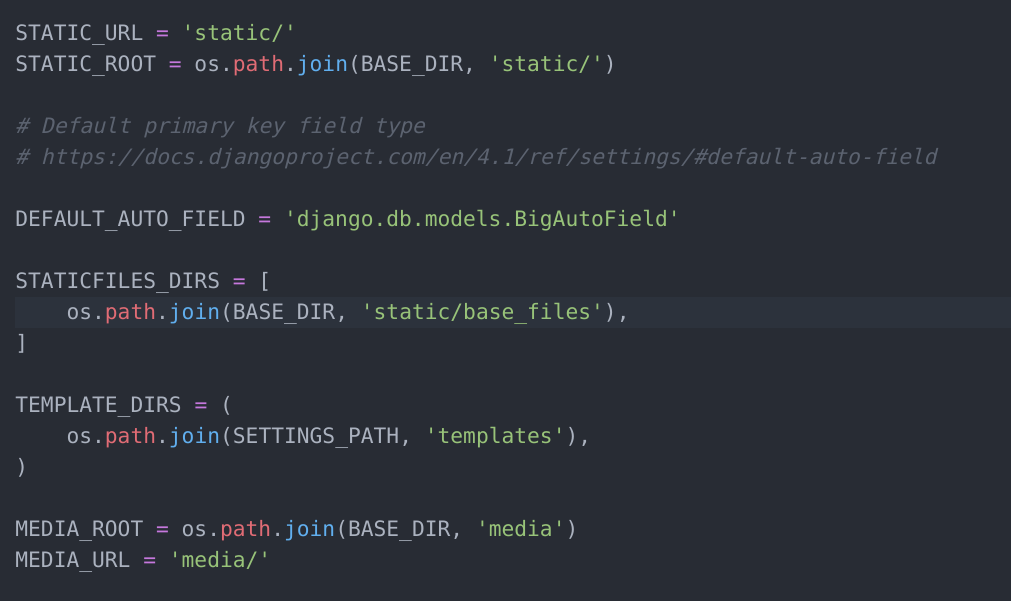 STATIC_URL = 'static/'
STATIC_ROOT = os.path.join(BASE_DIR, 'static/')
# Default primary key field type
# https://docs.djangoproject.com/en/4.1/ref/settings/#default-auto-field
DEFAULT_AUTO_FIELD = 'django.db.models.BigAutoField'
STATICFILES_DIRS = [
    os.path.join(BASE_DIR, 'static/base_files'),
]
TEMPLATE_DIRS = (
    os.path.join(SETTINGS_PATH, 'templates'),
)
MEDIA_ROOT = os.path.join(BASE_DIR, 'media')
MEDIA_URL = 'media/'